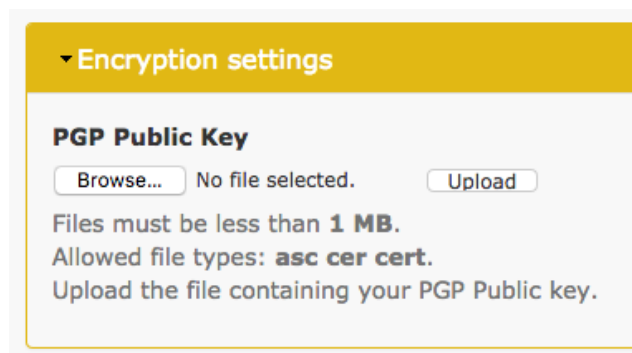 Encryption settings
PGP Public Key
Browse... No file selected. Upload
Files must be less than 1 MB.
Allowed file types: asc cer cert.
Upload the file containing your PGP Public key.